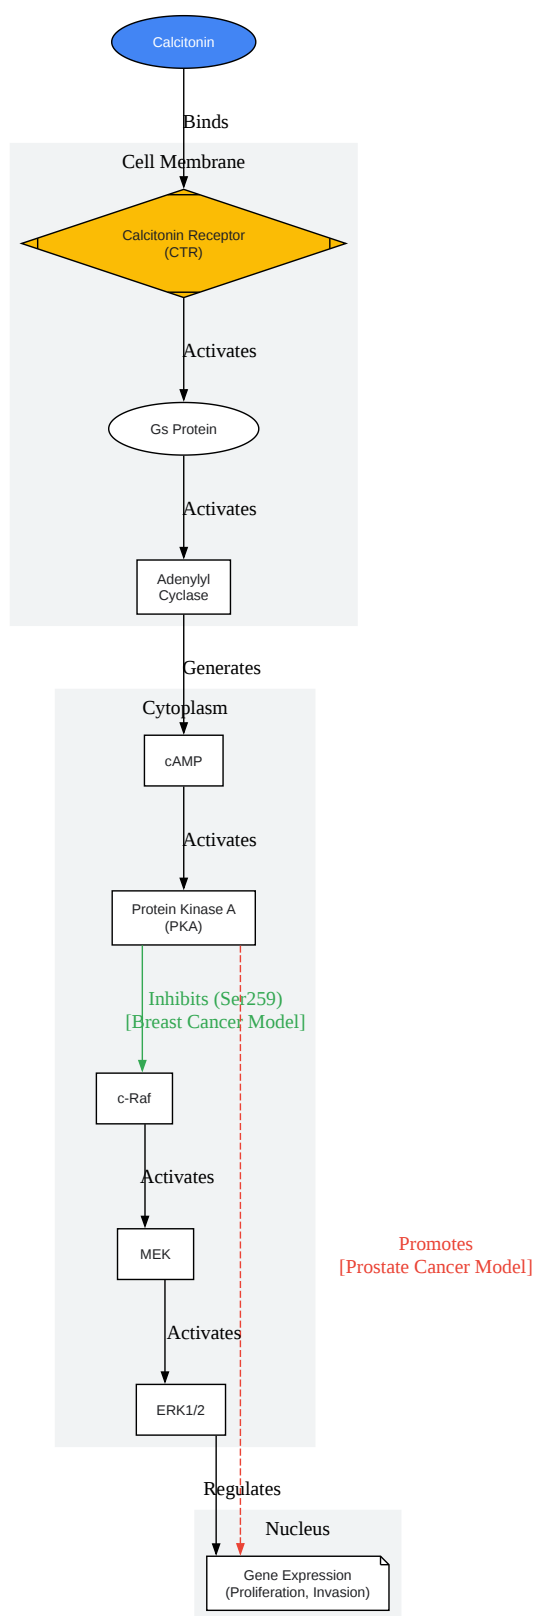 Calcitonin
Binds
Cell Membrane
Calcitonin Receptor
(CTR)
Activates
Gs Protein
Activates
Adenylyl
Cyclase
Generates
Cytoplasm
cAMP
Activates
Protein Kinase A
(PKA)
Inhibits (Ser259)
[Breast Cancer Model]
c-Raf
Activates
Promotes
[Prostate Cancer Model]
MEK
Activates
ERK1/2
Regulates
Nucleus
Gene Expression
(Proliferation, Invasion)